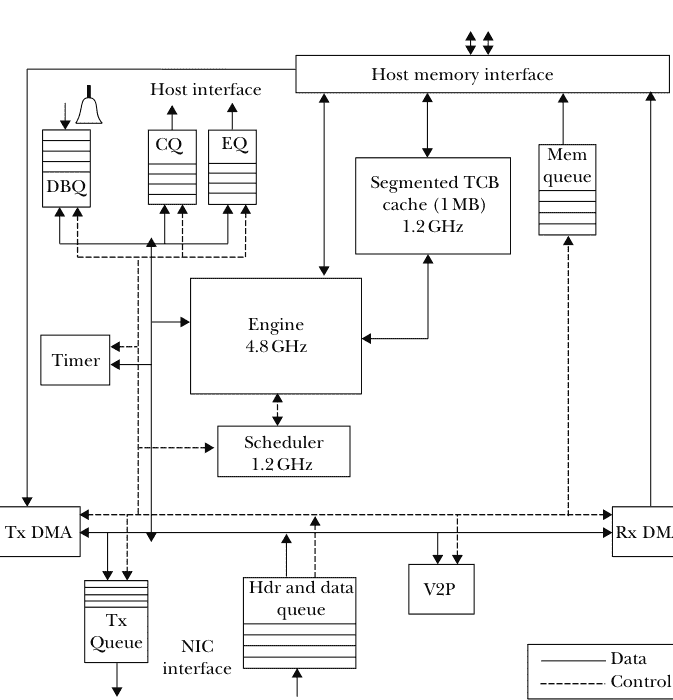 Host memory interface
Host interface
DBQ
CQ
EQ
Mem
queue
Segmented TCB
cache (1 MB)
1.2 GHz
Engine
4.8 GHz
Timer
Scheduler
1.2 GHz
Tx DMA
Rx DMA
Tx
Queue
Hdr and data
queue
V2P
NIC
interface
Data
Control